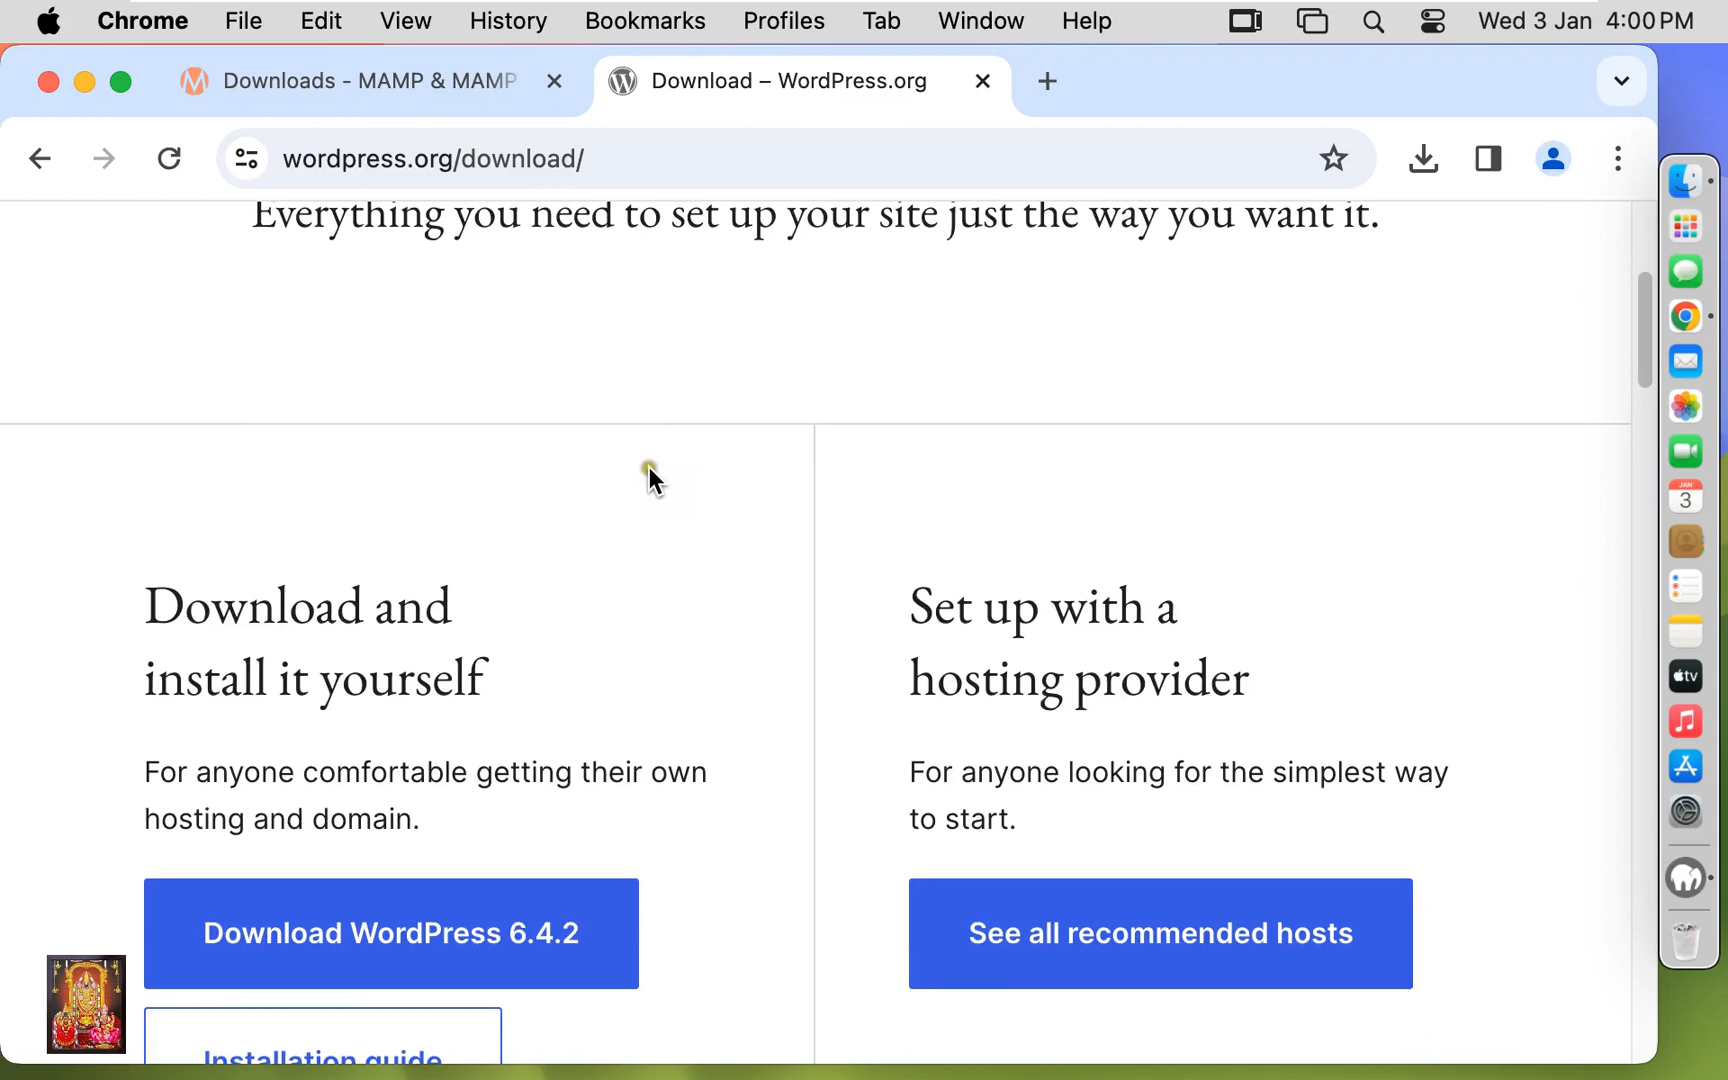 Chrome File Edit View History Bookmarks Profiles Tab Window Help Wed 3 Jan 4:00 PM
Downloads - MAMP & MAMP Download – WordPress.org
wordpress.org/download/
Everything you need to set up your site just the way you want it.
Download and
install it yourself
For anyone comfortable getting their own
hosting and domain.
Download WordPress 6.4.2
Installation guide
Set up with a
hosting provider
For anyone looking for the simplest way
to start.
See all recommended hosts
JAN
3
tv